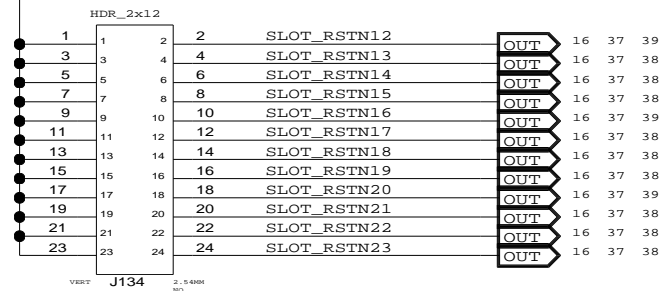 HDR_2x12
1 1 2 2 SLOT_RSTN12 OUT 16 37 39
3 3 4 4 SLOT_RSTN13 OUT 16 37 38
5 5 6 6 SLOT_RSTN14 OUT 16 37 38
7 7 8 8 SLOT_RSTN15 OUT 16 37 38
9 9 10 10 SLOT_RSTN16 OUT 16 37 39
11 11 12 12 SLOT_RSTN17 OUT 16 37 38
13 13 14 14 SLOT_RSTN18 OUT 16 37 38
15 15 16 16 SLOT_RSTN19 OUT 16 37 38
17 17 18 18 SLOT_RSTN20 OUT 16 37 39
19 19 20 20 SLOT_RSTN21 OUT 16 37 38
21 21 22 22 SLOT_RSTN22 OUT 16 37 38
23 23 24 24 SLOT_RSTN23 OUT 16 37 38
VERT J134 2.54MM
NO